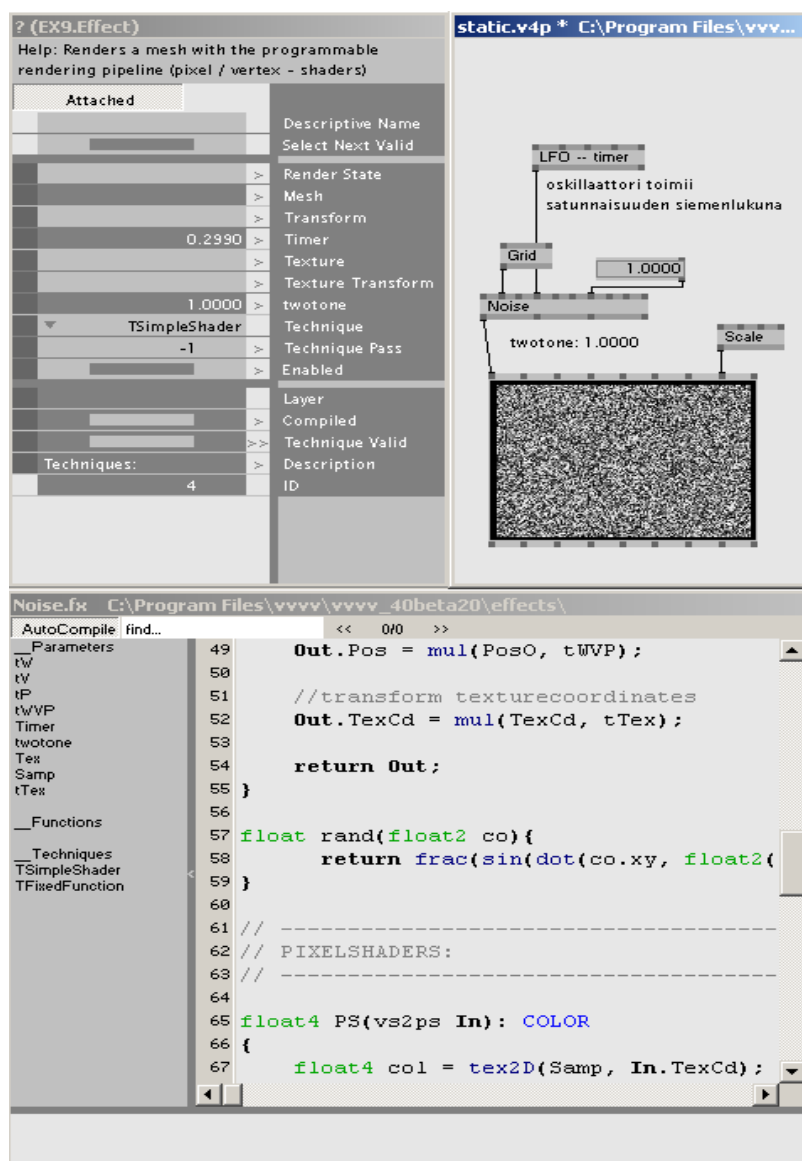 ? (EX9.Effect)
Help: Renders a mesh with the programmable
rendering pipeline (pixel / vertex - shaders)
Attached
Descriptive Name
Select Next Valid
> Render State
> Mesh
> Transform
0.2990 > Timer
> Texture
> Texture Transform
1.0000 > twotone
TSimpleShader Technique
-1 > Technique Pass
> Enabled
Layer
> Compiled
>> Technique Valid
Techniques: > Description
4 ID
static.v4p * C:\Program Files\vvv...
LFO -- timer
oskillaattori toimii
satunnaisuuden siemenlukuna
Grid
1.0000
Noise
twotone: 1.0000
Scale
Noise.fx C:\Program Files\vvvv\vvvv_40beta20\effects\
AutoCompile find... << 0/0 >>
__Parameters
tW
tV
tP
tWVP
Timer
twotone
Tex
Samp
tTex
__Functions
__Techniques
TSimpleShader
TFixedFunction
<
49 Out.Pos = mul(PosO, tWVP);
50
51 //transform texturecoordinates
52 Out.TexCd = mul(TexCd, tTex);
53
54 return Out;
55 }
56
57 float rand(float2 co){
58 return frac(sin(dot(co.xy, float2(
59 }
60
61 // -------------------------------------
62 // PIXELSHADERS:
63 // -------------------------------------
64
65 float4 PS(vs2ps In): COLOR
66 {
67 float4 col = tex2D(Samp, In.TexCd);